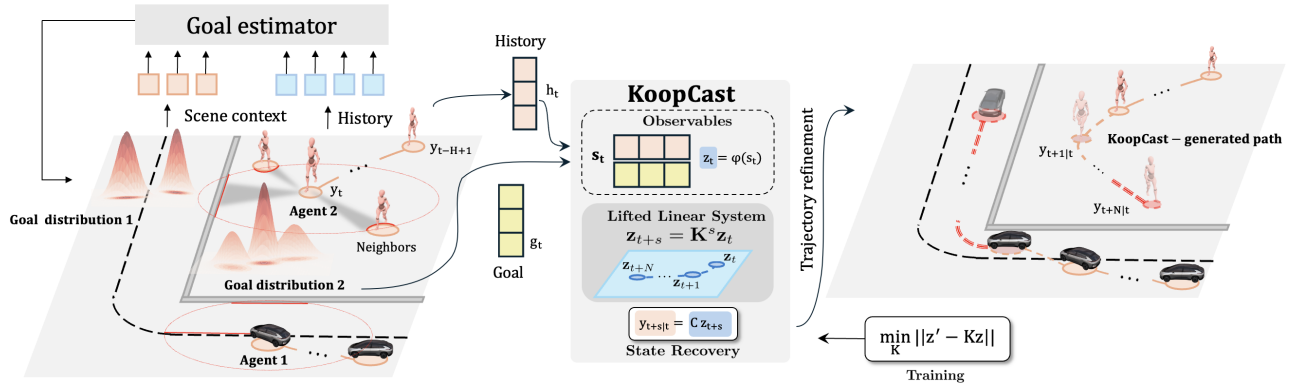 Goal estimator
Scene context
History
y_{t−H+1}
y_t
Agent 2
Neighbors
Goal distribution 1
Goal distribution 2
Agent 1
History
h_t
g_t
Goal
KoopCast
Observables
s_t
z_t = φ(s_t)
Lifted Linear System
z_{t+s} = K^s z_t
z_{t+N}
z_{t+1}
z_t
y_{t+s|t} = C z_{t+s}
State Recovery
Trajectory refinement
y_{t+1|t}
KoopCast – generated path
y_{t+N|t}
min_K ||z′ − Kz||
Training